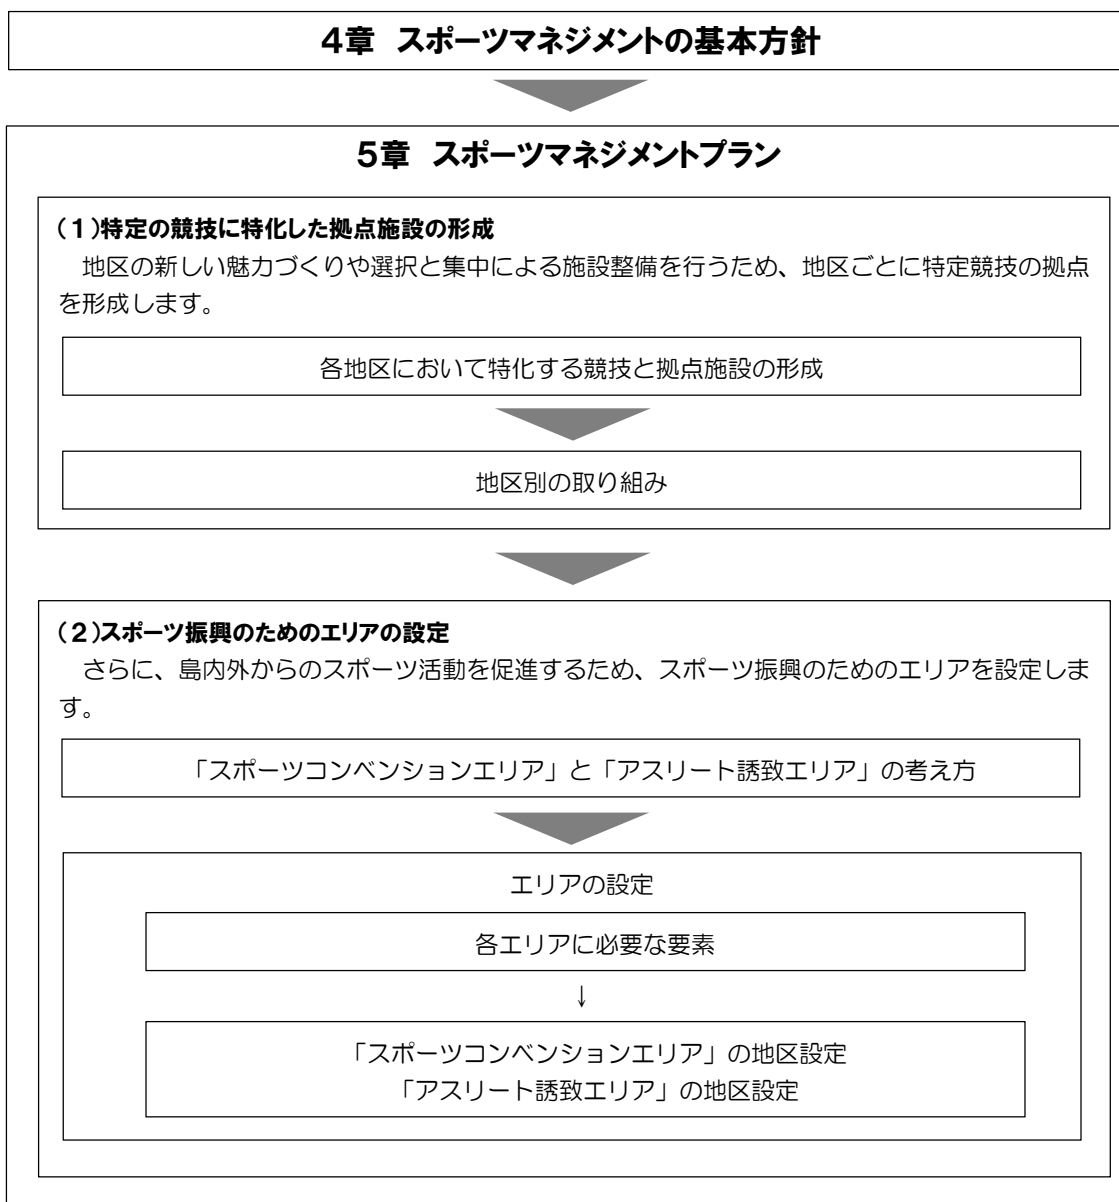 4章 スポーツマネジメントの基本方針
5章 スポーツマネジメントプラン
(1)特定の競技に特化した拠点施設の形成
地区の新しい魅力づくりや選択と集中による施設整備を行うため、地区ごとに特定競技の拠点
を形成します。
各地区において特化する競技と拠点施設の形成
地区別の取り組み
(2)スポーツ振興のためのエリアの設定
さらに、島内外からのスポーツ活動を促進するため、スポーツ振興のためのエリアを設定しま
す。
「スポーツコンベンションエリア」と「アスリート誘致エリア」の考え方
エリアの設定
各エリアに必要な要素
↓
「スポーツコンベンションエリア」の地区設定
「アスリート誘致エリア」の地区設定